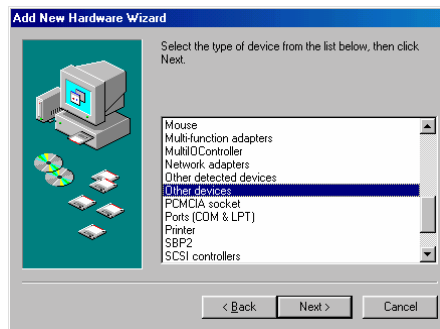 Add New Hardware Wizard
Select the type of device from the list below, then click
Next.
Mouse
Multi-function adapters
MultiIOController
Network adapters
Other detected devices
Other devices
PCMCIA socket
Ports (COM & LPT)
Printer
SBP2
SCSI controllers
< Back
Next >
Cancel